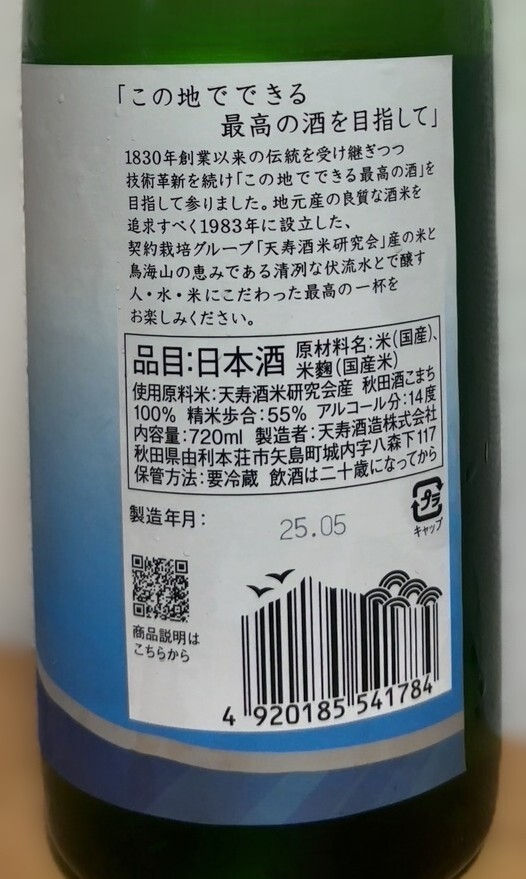 「この地でできる
最高の酒を目指して」
1830年創業以来の伝統を受け継ぎつつ
技術革新を続け「この地でできる最高の酒」を
目指して参りました。地元産の良質な酒米を
追求すべく1983年に設立した、
契約栽培グループ「天寿酒米研究会」産の米と
鳥海山の恵みである清冽な伏流水とで醸す
人・水・米にこだわった最高の一杯を
お楽しみください。
品目:日本酒 原材料名:米(国産)、
米麴(国産米)
使用原料米:天寿酒米研究会産 秋田酒こまち
100% 精米歩合:55% アルコール分:14度
内容量:720ml 製造者:天寿酒造株式会社
秋田県由利本荘市矢島町城内字八森下117
保管方法:要冷蔵 飲酒は二十歳になってから
製造年月:
25.05
プラ
キャップ
商品説明は
こちらから
4 920185 541784